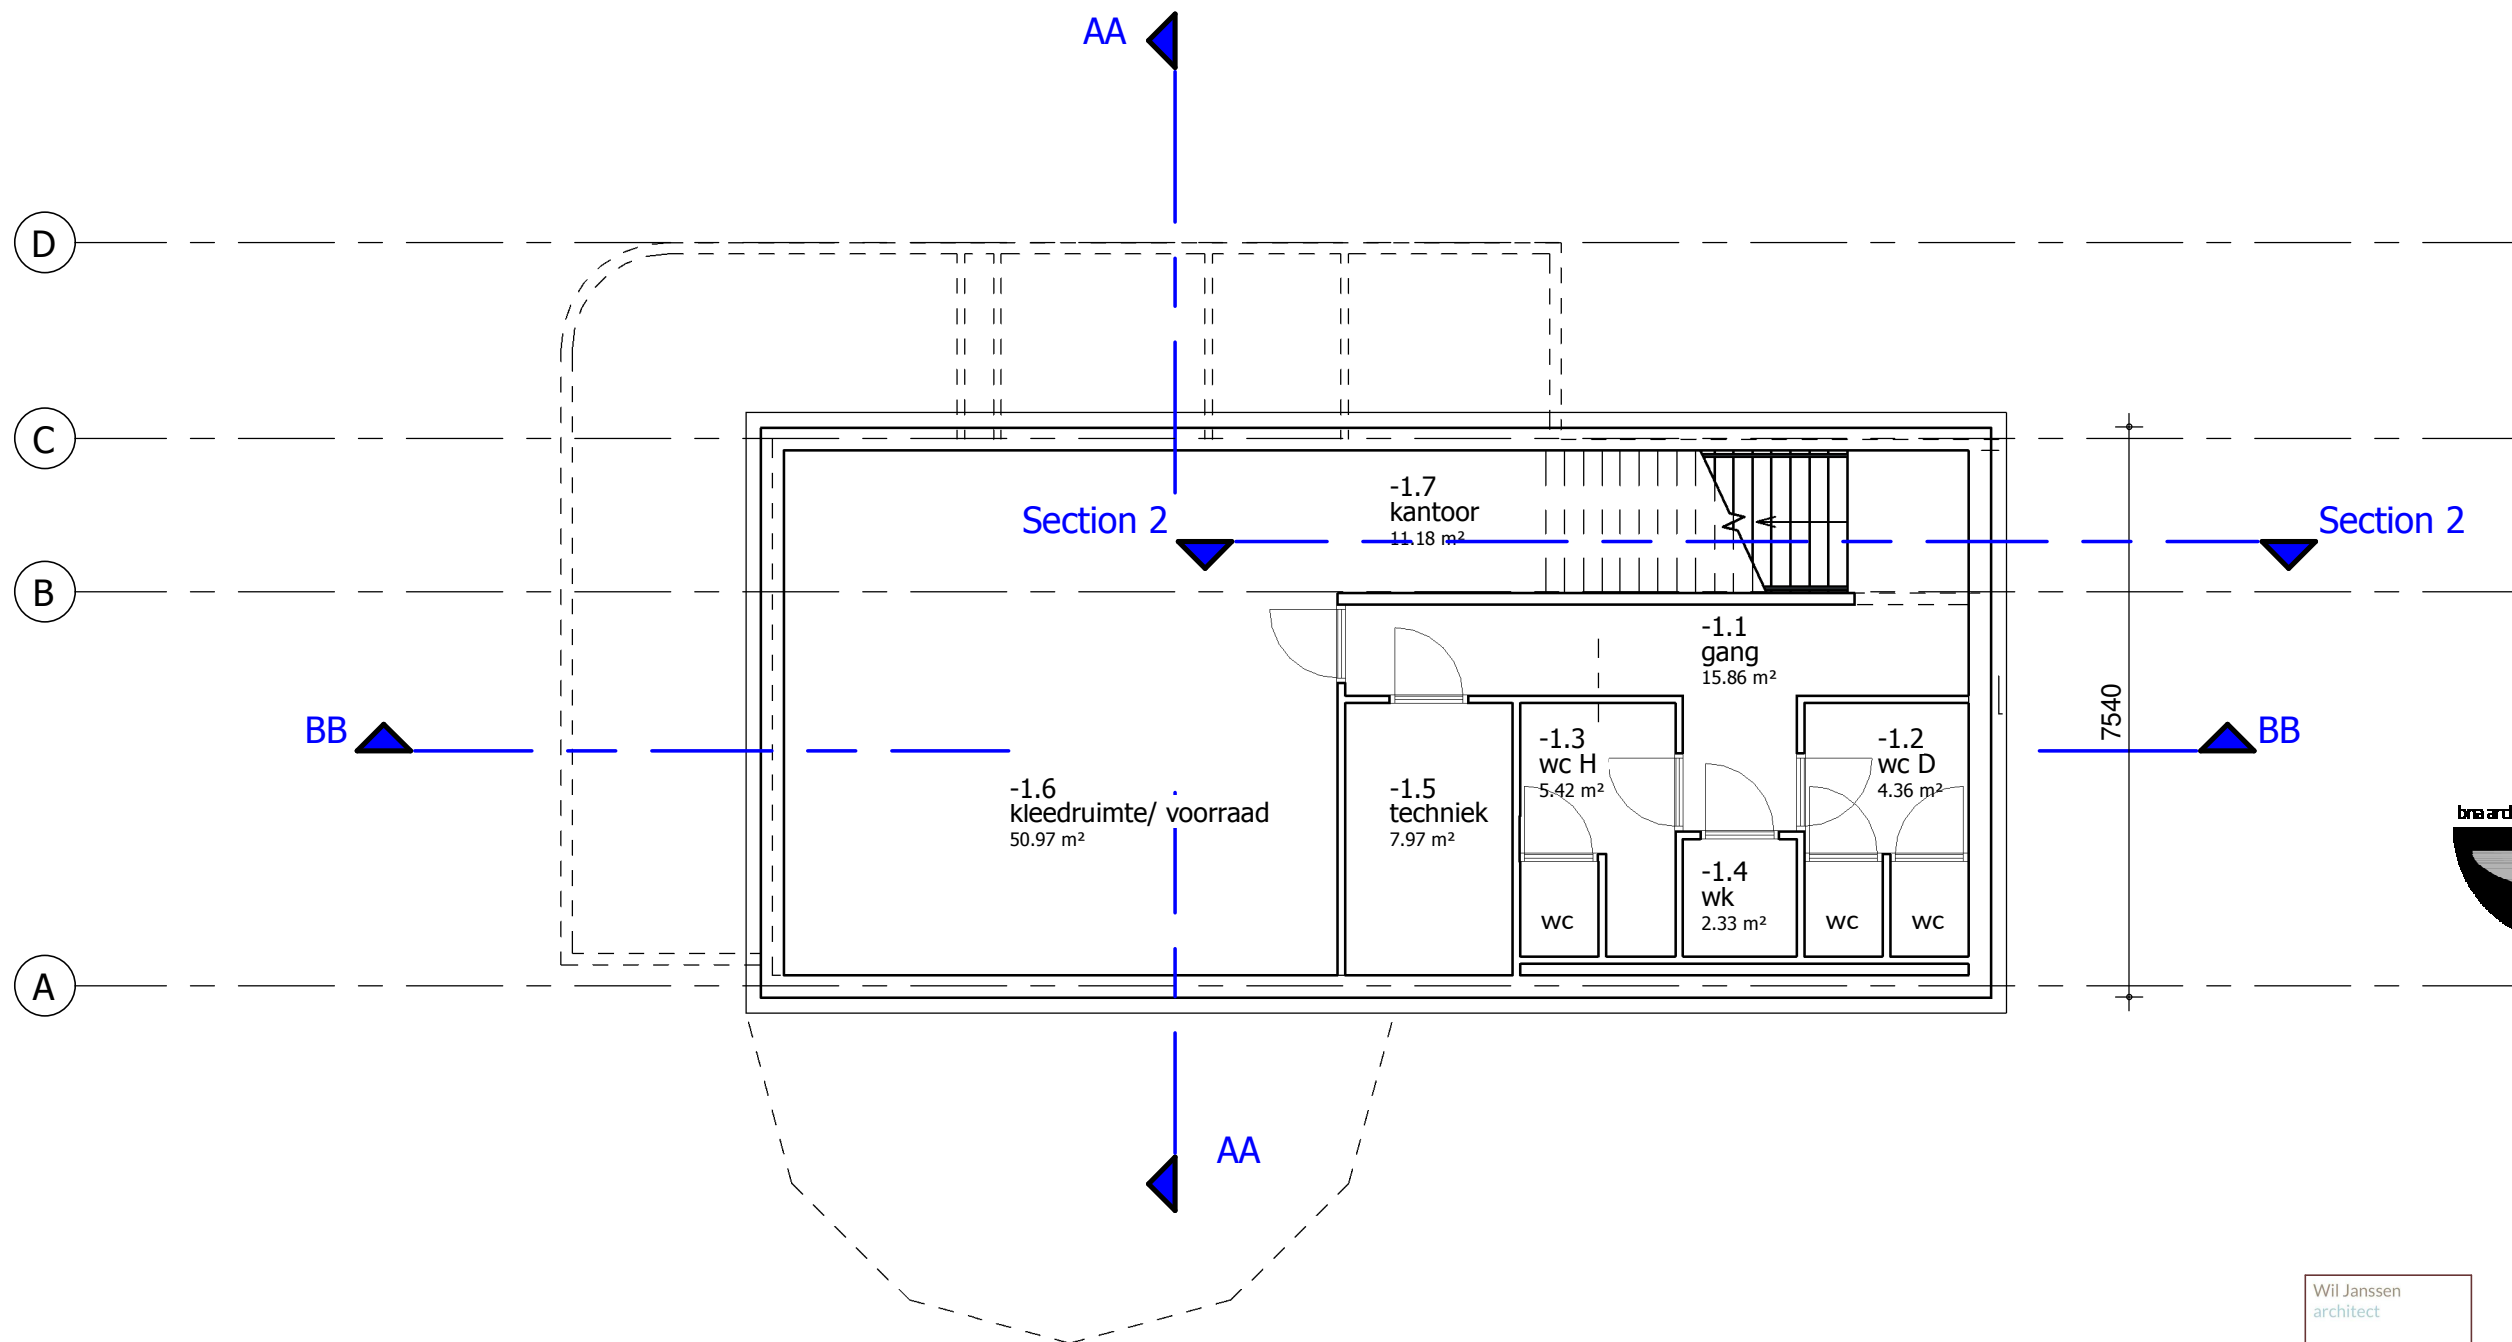 AA
D
C
-1.7
kantoor
11.18 m²
Section 2
Section 2
B
-1.1
gang
15.86 m²
7540
BB
BB
-1.3
wc H
5.42 m²
-1.2
wc D
4.36 m²
-1.6
kleedruimte/ voorraad
50.97 m²
-1.5
techniek
7.97 m²
-1.4
wk
2.33 m²
wc
wc
wc
A
AA
Wil Janssen
architect